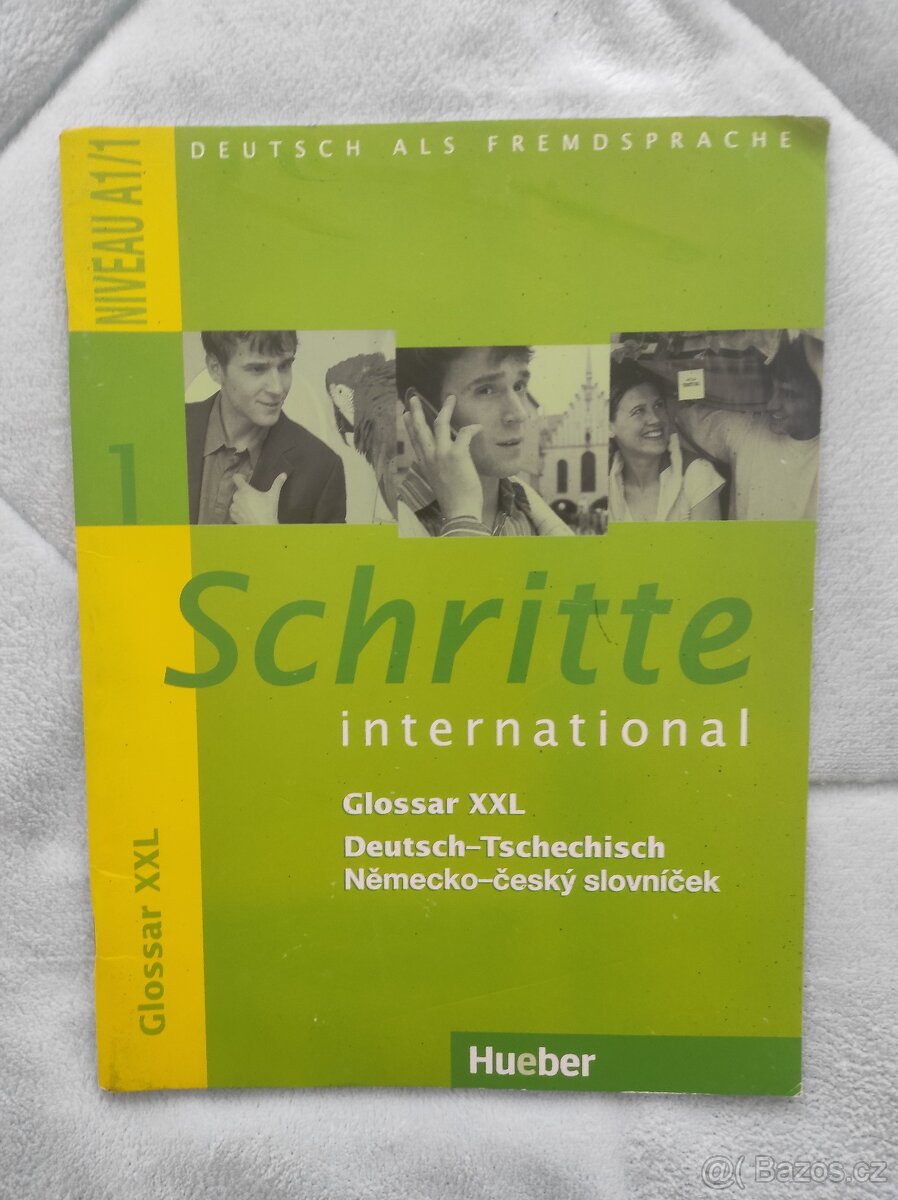 DEUTSCH ALS FREMDSPRACHE
NIVEAU A1/1
1
Schritte
international
Glossar XXL
Deutsch–Tschechisch
Německo–český slovníček
Glossar XXL
Hueber
@( Bazoš.cz